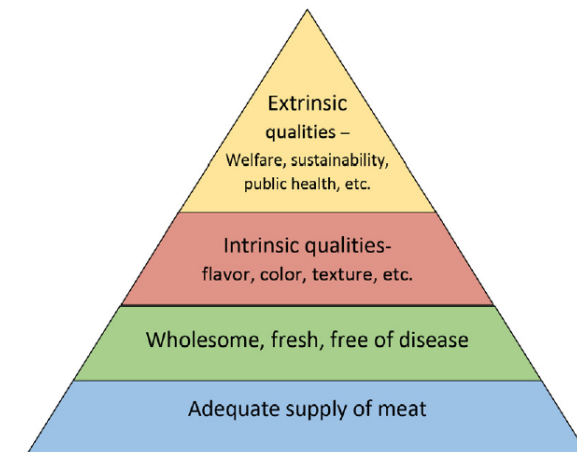 Extrinsic
qualities –
Welfare, sustainability,
public health, etc.
Intrinsic qualities-
flavor, color, texture, etc.
Wholesome, fresh, free of disease
Adequate supply of meat